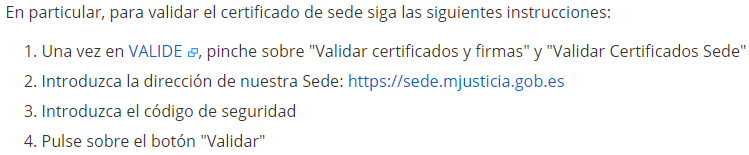 En particular, para validar el certificado de sede siga las siguientes instrucciones:
1. Una vez en VALIDE, pinche sobre "Validar certificados y firmas" y "Validar Certificados Sede"
2. Introduzca la dirección de nuestra Sede: https://sede.mjusticia.gob.es
3. Introduzca el código de seguridad
4. Pulse sobre el botón "Validar"